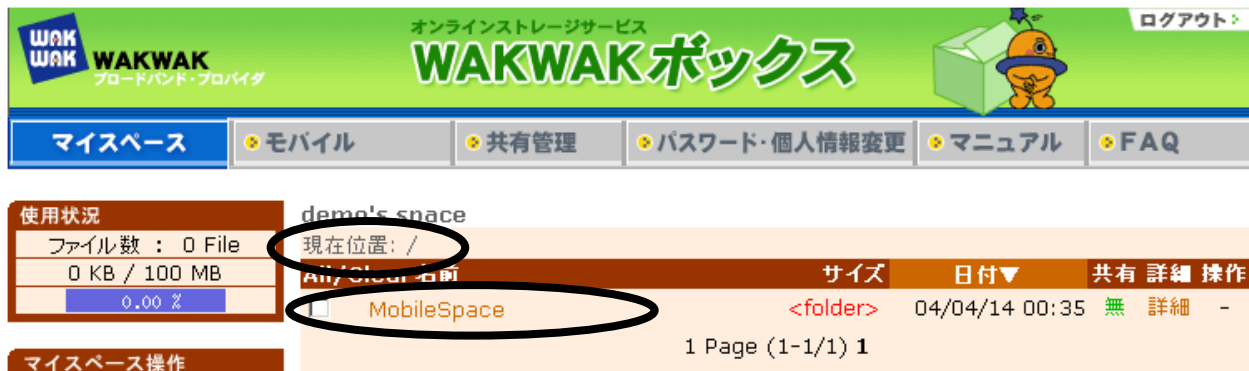 WAK
WAK WAKWAK
ブロードバンド・プロバイダ
オンラインストレージサービス
WAKWAKボックス
ログアウト
マイスペース モバイル 共有管理 パスワード・個人情報変更 マニュアル FAQ
使用状況
ファイル数 : 0 File
0 KB / 100 MB
0.00 %
マイスペース操作
demo's space
現在位置: /
All/Clear 名前 サイズ 日付▼ 共有 詳細 操作
MobileSpace <folder> 04/04/14 00:35 無 詳細 -
1 Page (1-1/1) 1